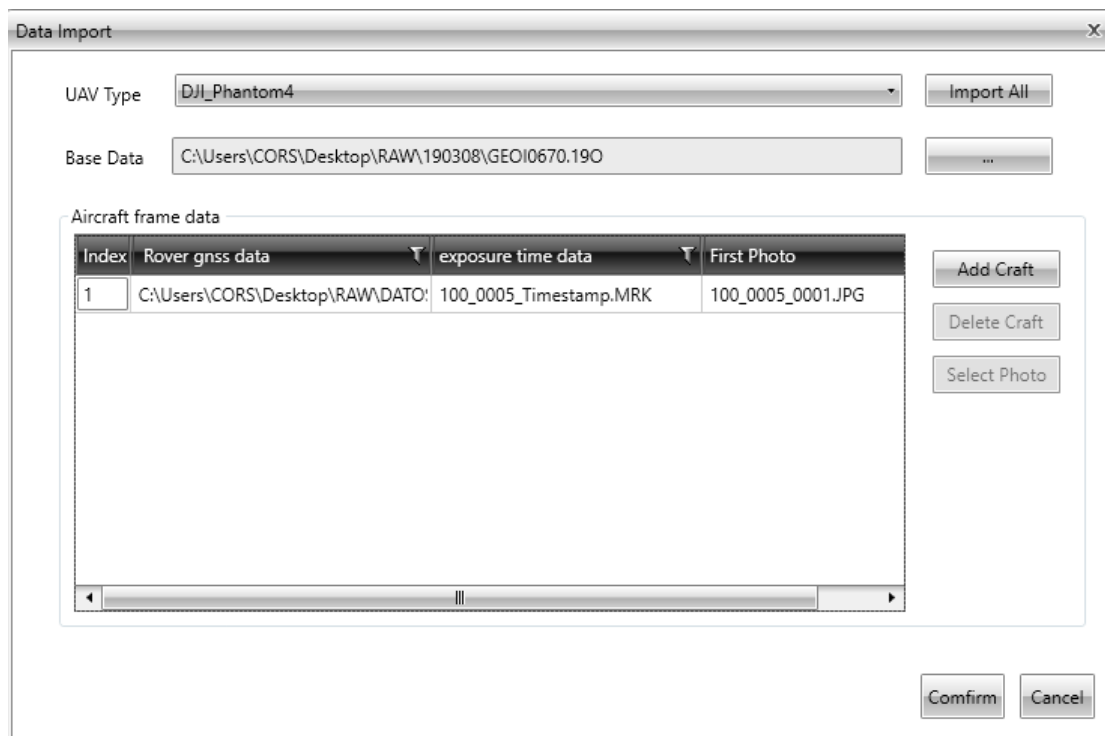 Data Import x
UAV Type DJI_Phantom4 Import All
Base Data C:\Users\CORS\Desktop\RAW\190308\GEOI0670.19O ...
Aircraft frame data
Index Rover gnss data exposure time data First Photo
1 C:\Users\CORS\Desktop\RAW\DATO 100_0005_Timestamp.MRK 100_0005_0001.JPG
Add Craft
Delete Craft
Select Photo
Comfirm Cancel